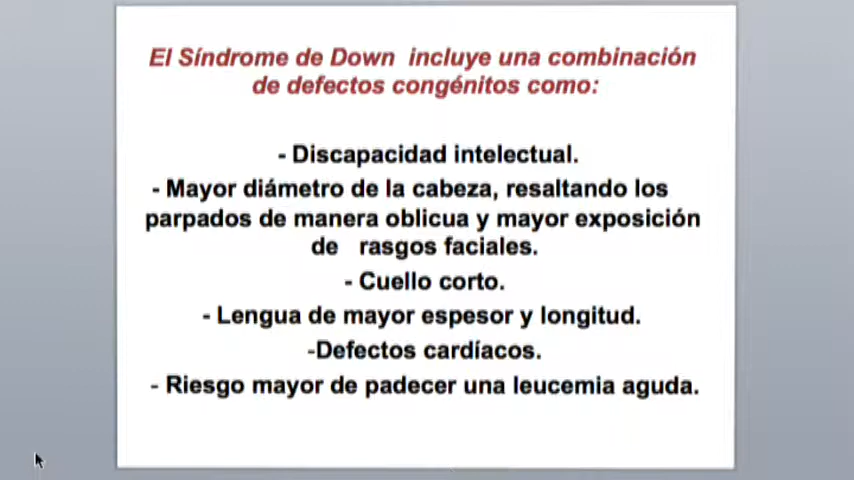 El Síndrome de Down incluye una combinación
de defectos congénitos como:
- Discapacidad intelectual.
- Mayor diámetro de la cabeza, resaltando los
parpados de manera oblicua y mayor exposición
de rasgos faciales.
- Cuello corto.
- Lengua de mayor espesor y longitud.
-Defectos cardíacos.
- Riesgo mayor de padecer una leucemia aguda.